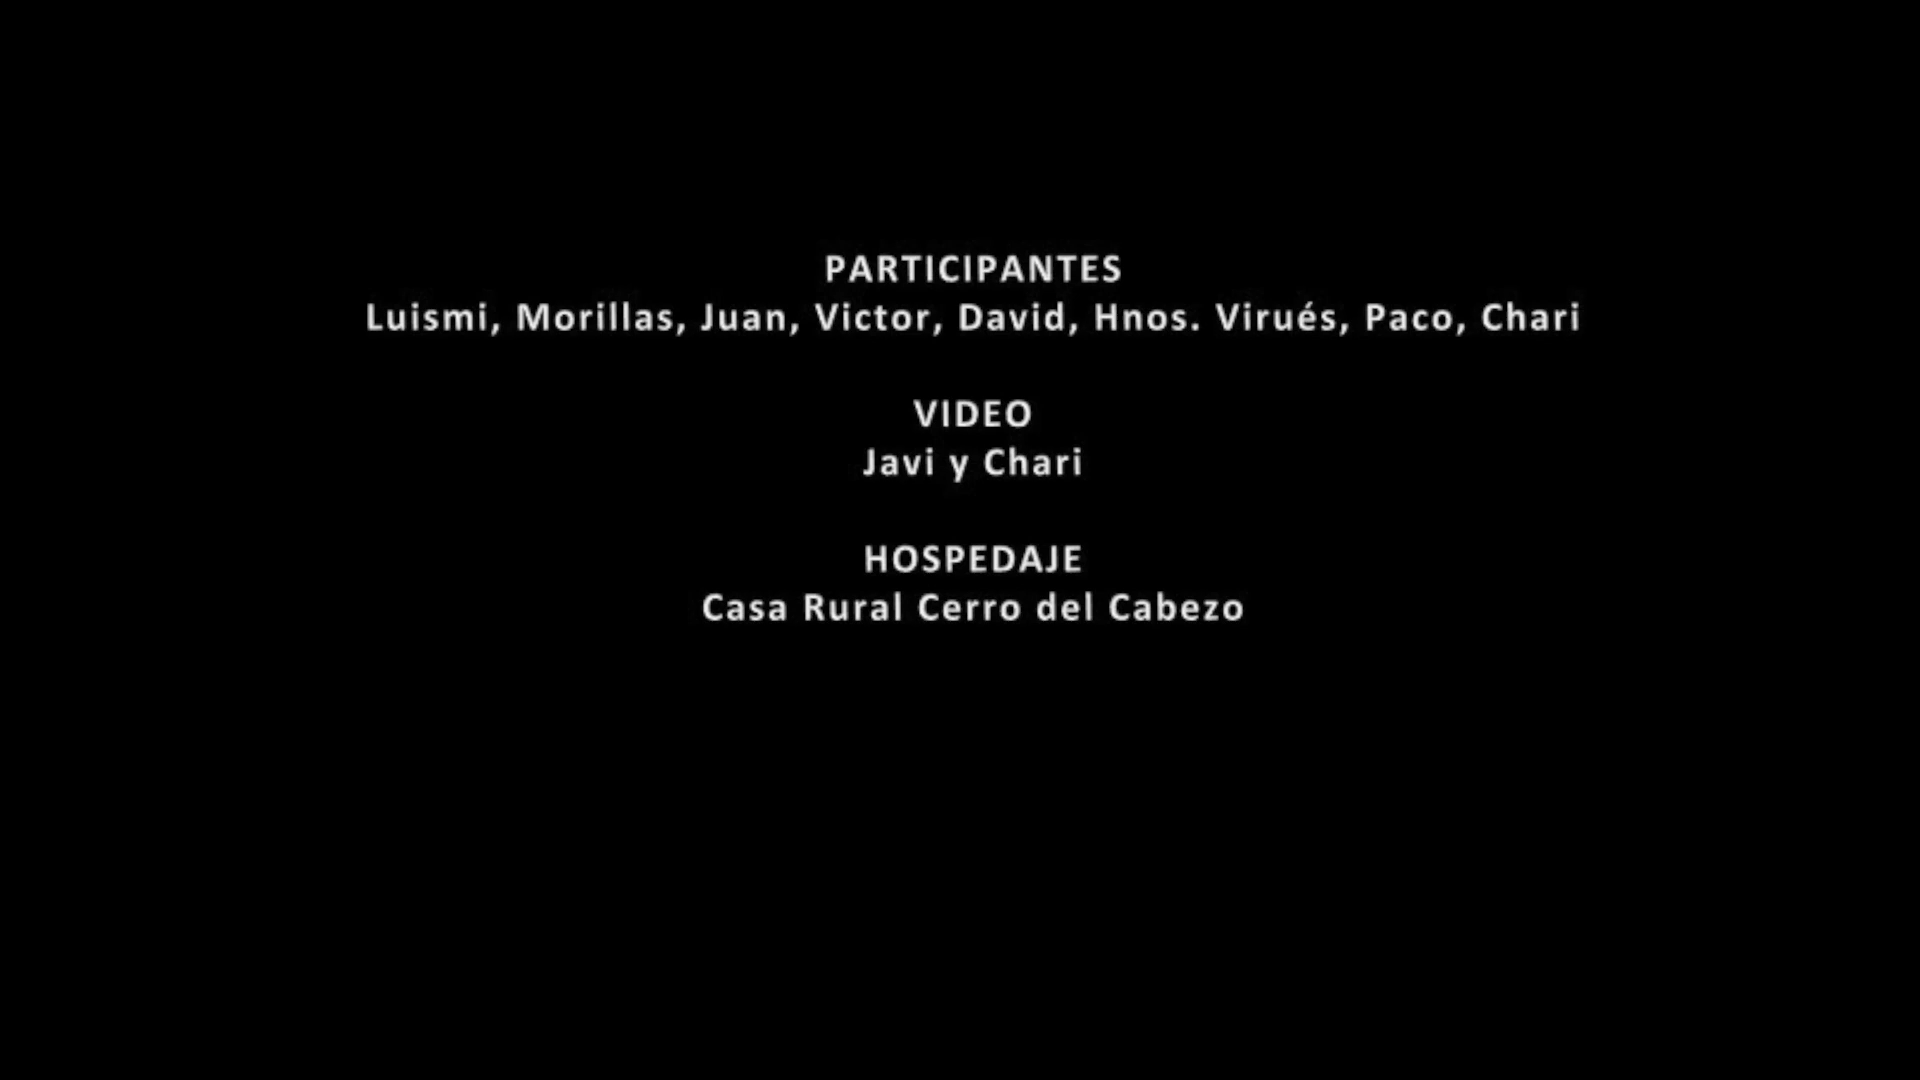 PARTICIPANTES
Luismi, Morillas, Juan, Victor, David, Hnos. Virués, Paco, Chari
VIDEO
Javi y Chari
HOSPEDAJE
Casa Rural Cerro del Cabezo